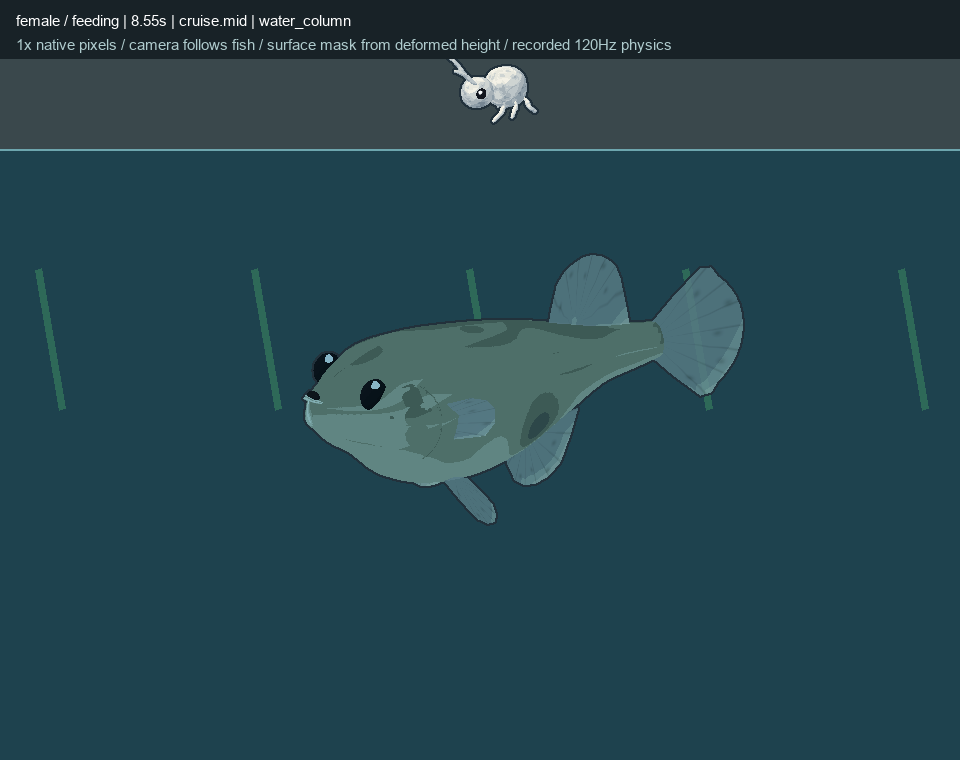 female / feeding | 8.55s | cruise.mid | water_column
1x native pixels / camera follows fish / surface mask from deformed height / recorded 120Hz physics